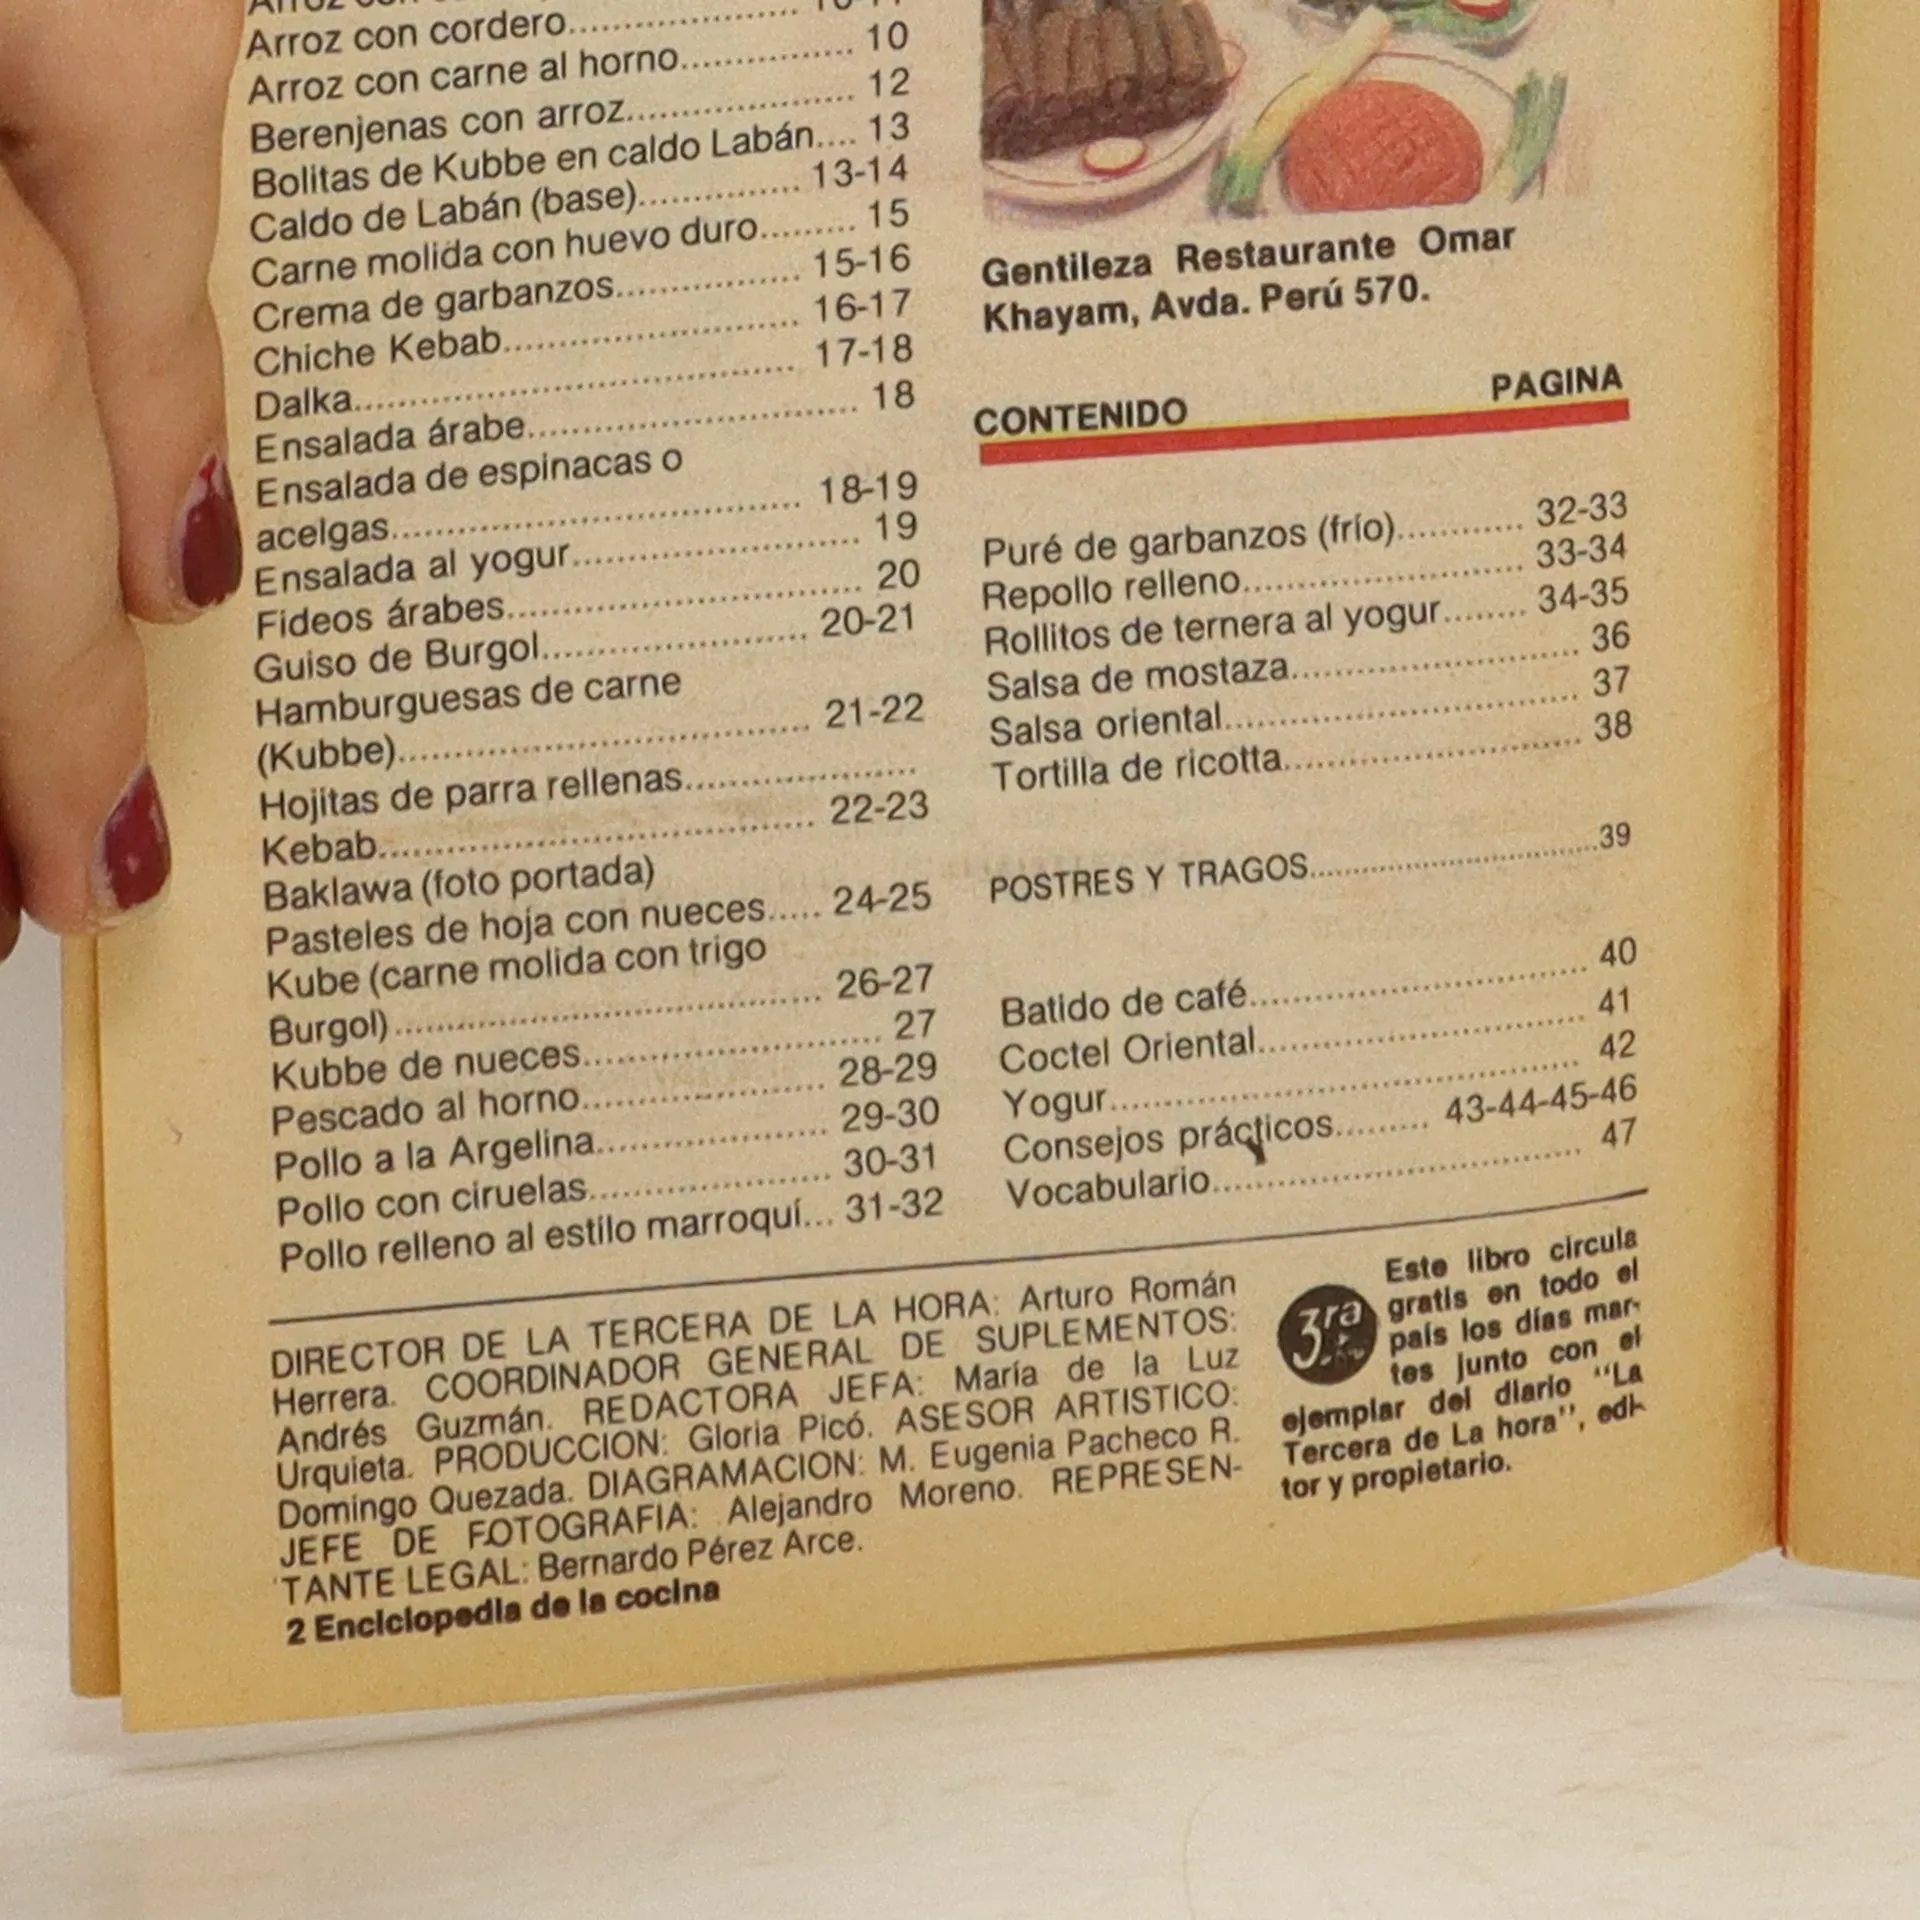 Arroz con cordero.......................
Arroz con carne al horno................ 10
Berenjenas con arroz...................... 12
Bolitas de Kubbe en caldo Labán.... 13
Caldo de Labán (base)............... 13-14
Carne molida con huevo duro......... 15
Crema de garbanzos................. 15-16
Chiche Kebab........................... 16-17
Dalka......................................... 17-18
Ensalada árabe.............................. 18
Ensalada de espinacas o
acelgas...................................... 18-19
Ensalada al yogur.......................... 19
Fideos árabes................................ 20
Guiso de Burgol........................ 20-21
Hamburguesas de carne
(Kubbe)..................................... 21-22
Hojitas de parra rellenas....................
Kebab....................................... 22-23
Baklawa (foto portada)
Pasteles de hoja con nueces..... 24-25
Kube (carne molida con trigo
Burgol)...................................... 26-27
Kubbe de nueces.......................... 27
Pescado al horno...................... 28-29
Pollo a la Argelina..................... 29-30
Pollo con ciruelas..................... 30-31
Pollo relleno al estilo marroquí... 31-32
Gentileza Restaurante Omar
Khayam, Avda. Perú 570.
CONTENIDO PAGINA
Puré de garbanzos (frío)........... 32-33
Repollo relleno......................... 33-34
Rollitos de ternera al yogur........ 34-35
Salsa de mostaza......................... 36
Salsa oriental................................ 37
Tortilla de ricotta.......................... 38
POSTRES Y TRAGOS..........................39
Batido de café............................... 40
Coctel Oriental.............................. 41
Yogur........................................... 42
Consejos prácticos......... 43-44-45-46
Vocabulario.................................. 47
DIRECTOR DE LA TERCERA DE LA HORA: Arturo Román
Herrera. COORDINADOR GENERAL DE SUPLEMENTOS:
Andrés Guzmán. REDACTORA JEFA: María de la Luz
Urquieta. PRODUCCION: Gloria Picó. ASESOR ARTISTICO:
Domingo Quezada. DIAGRAMACION: M. Eugenia Pacheco R.
JEFE DE FOTOGRAFIA: Alejandro Moreno. REPRESEN-
TANTE LEGAL: Bernardo Pérez Arce.
2 Enciclopedia de la cocina
3ra
Este libro circula
gratis en todo el
país los días mar-
tes junto con el
ejemplar del diario "La
Tercera de La hora", edi-
tor y propietario.